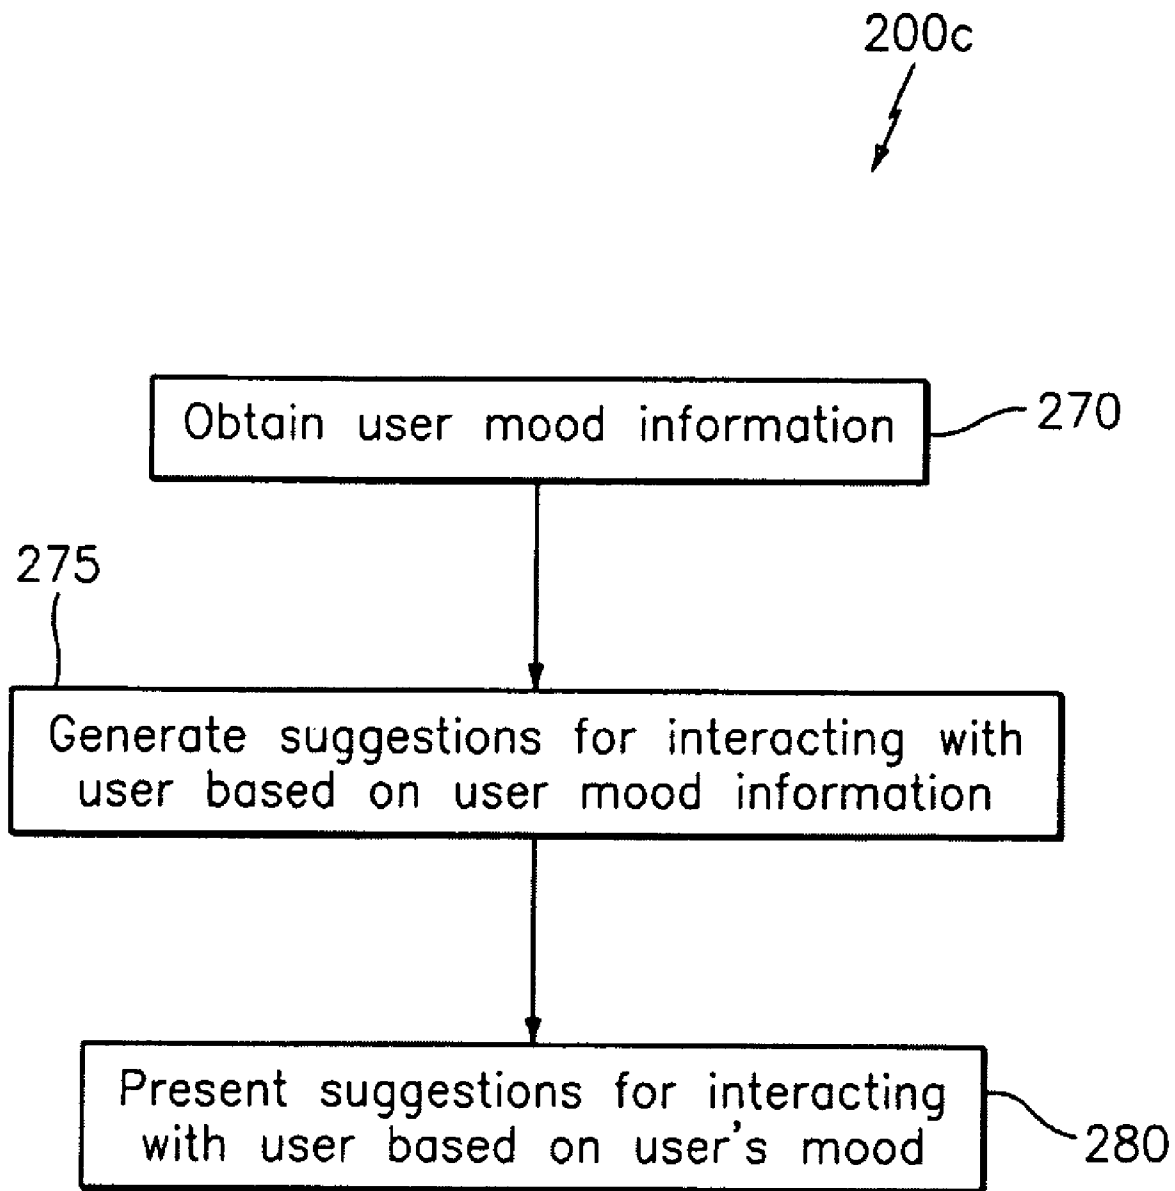 200c
Obtain user mood information
270
275
Generate suggestions for interacting with
user based on user mood information
Present suggestions for interacting
with user based on user's mood
280